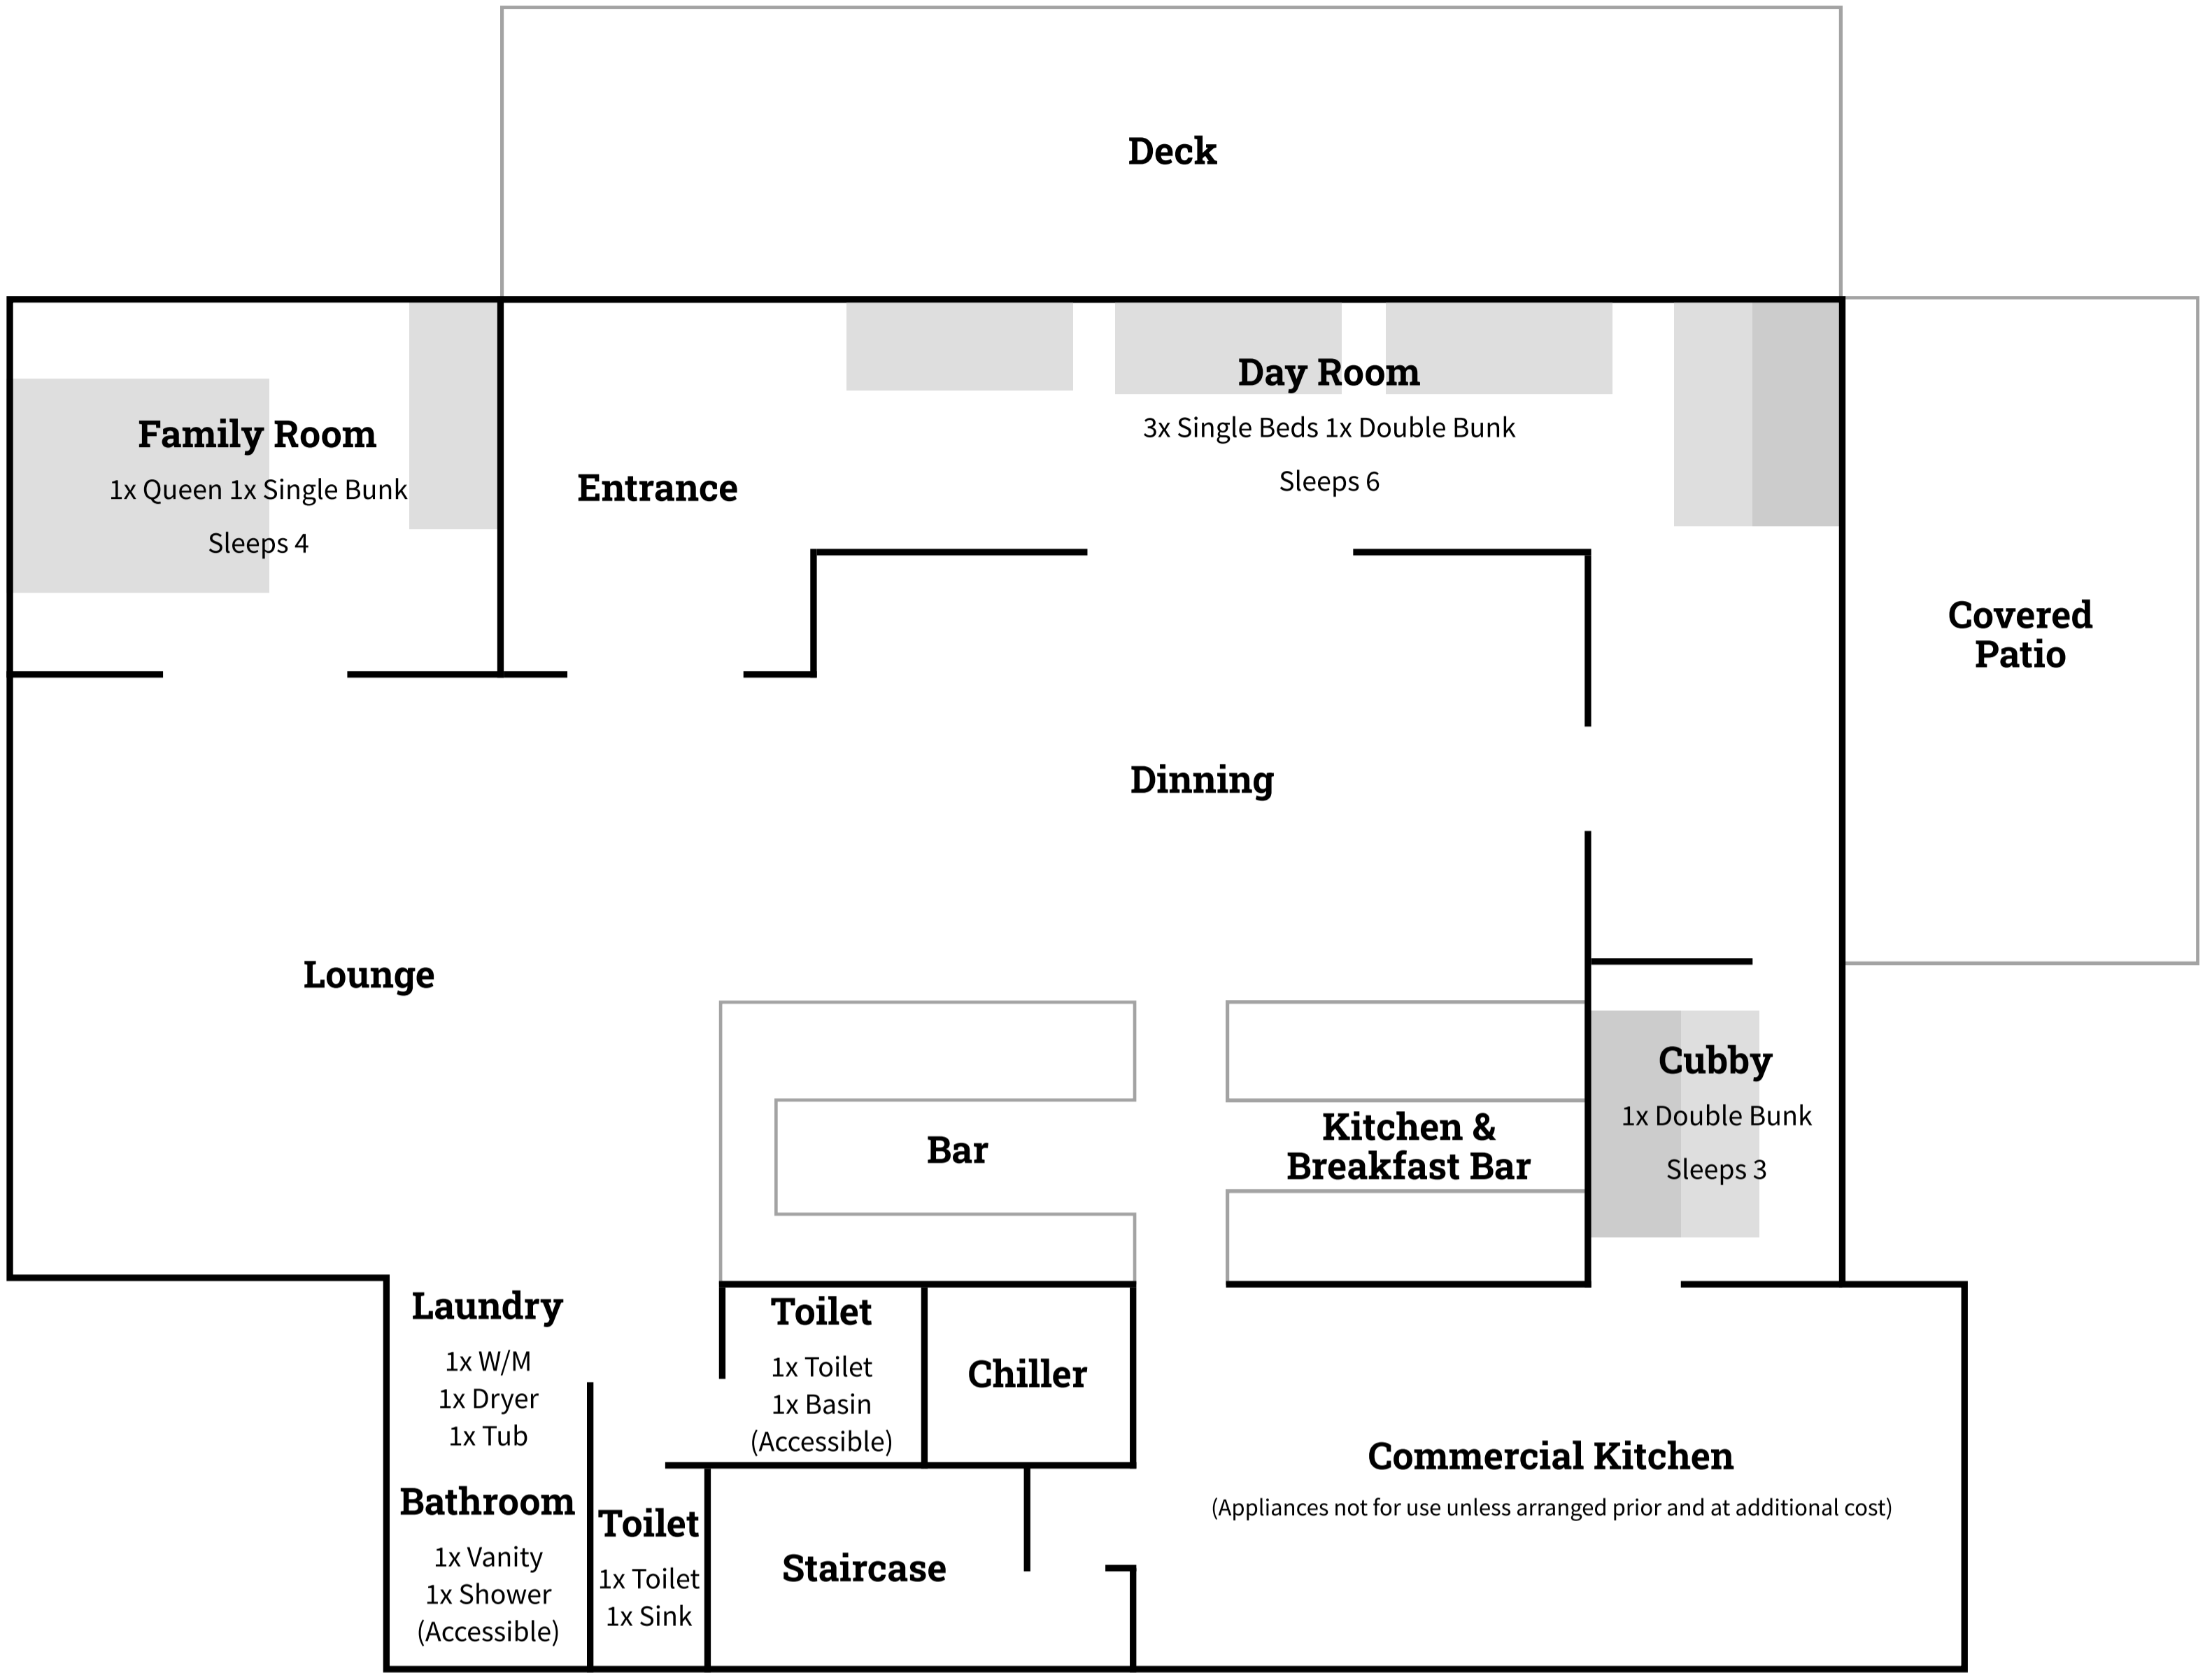 Deck
Family Room
1x Queen 1x Single Bunk
Sleeps 4
Entrance
Day Room
3x Single Beds 1x Double Bunk
Sleeps 6
Covered
Patio
Dinning
Lounge
Bar
Kitchen &
Breakfast Bar
Cubby
1x Double Bunk
Sleeps 3
Laundry
1x W/M
1x Dryer
1x Tub
Bathroom
1x Vanity
1x Shower
(Accessible)
Toilet
1x Toilet
1x Sink
Toilet
1x Toilet
1x Basin
(Accessible)
Chiller
Staircase
Commercial Kitchen
(Appliances not for use unless arranged prior and at additional cost)